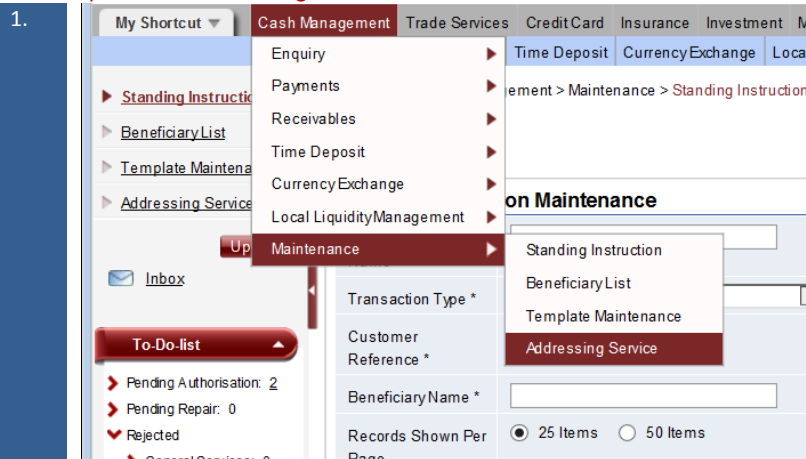 1.
My Shortcut Cash Management Trade Services Credit Card Insurance Investment
Time Deposit Currency Exchange
Enquiry
Payments
Receivables
Time Deposit
Currency Exchange
Local Liquidity Management
Maintenance
Standing Instruction
Beneficiary List
Template Maintenance
Addressing Service
> Maintenance > Standing Instruction
Beneficiary List
Addressing Service
Inbox
To-Do-list
Pending Authorisation: 2
Pending Repair: 0
Rejected
Maintenance
Transaction Type *
Customer
Reference *
Beneficiary Name *
Records Shown Per
25 Items 50 Items